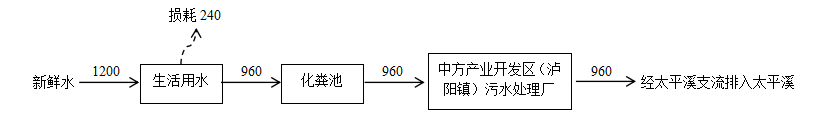 损耗 240
新鲜水
1200
生活用水
960
化粪池
960
中方产业开发区（泸
阳镇）污水处理厂
960
经太平溪支流排入太平溪